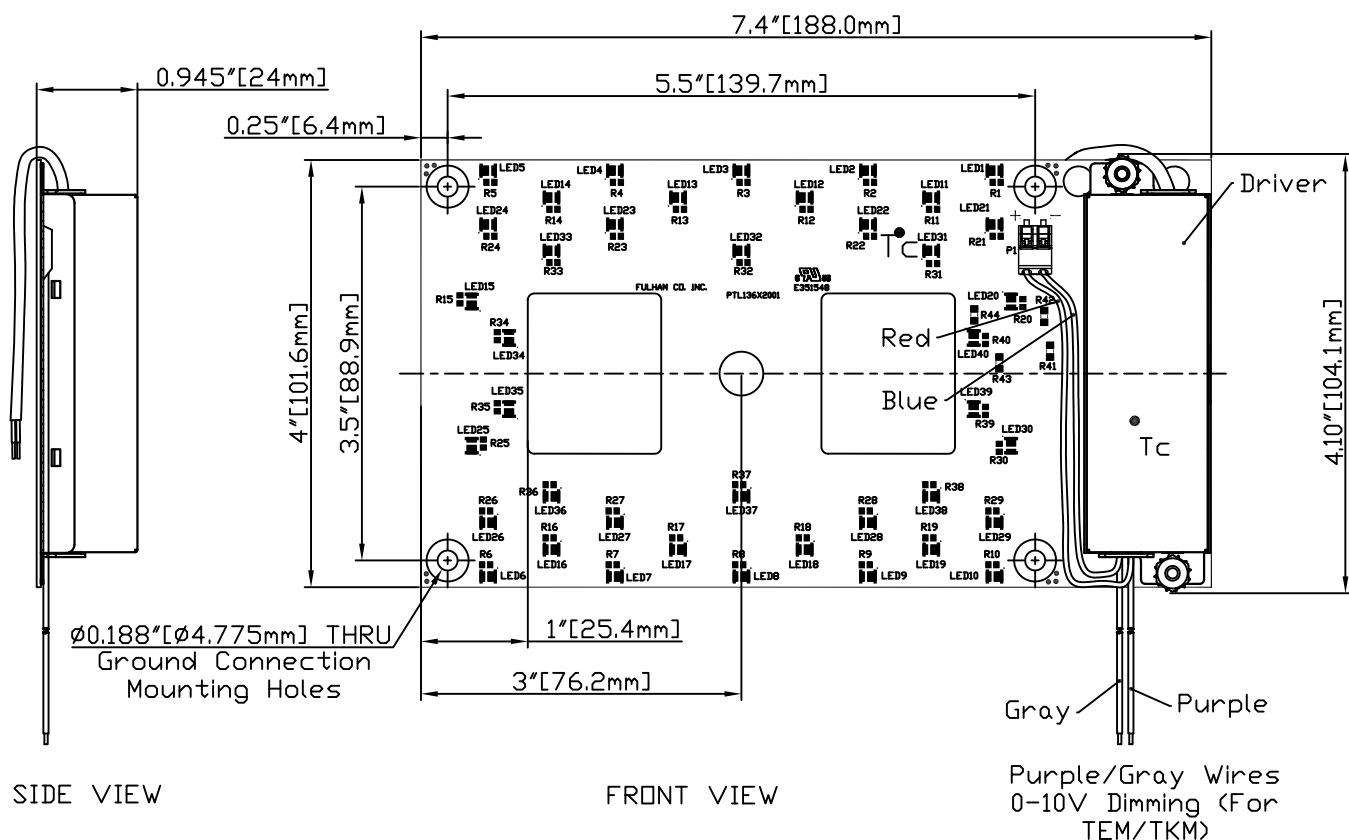 7.4"[188.0mm]
0.945"[24mm]
5.5"[139.7mm]
0.25"[6.4mm]
LED5 LED4 LED3 LED2 LED1
R5 R4 R3 R2 R1
LED14 LED13 LED12 LED11
R14 R13 R12 R11
LED24 LED23 LED22 LED21
R24 R23 R22 R21
Tc
LED33 LED32 LED31
R33 R32 R31
+ -
P1
Driver
FULHAM CO. INC.
PTL136X2001
E351548
R15 LED15
LED20 R20
R42
R44
R34
LED34
Red
R40
LED40
R41
R43
4"[101.6mm]
3.5"[88.9mm]
4.10"[104.1mm]
LED35
R35
Blue
LED39
R39
LED25
R25
LED30
R30
Tc
R36 R37 R38
LED36 LED37 LED38
R26 R27 R28 R29
LED26 LED27 LED28 LED29
R16 R17 R18 R19
LED16 LED17 LED18 LED19
R6 R7 R8 R9 R10
LED6 LED7 LED8 LED9 LED10
Ø0.188"[Ø4.775mm] THRU
Ground Connection
Mounting Holes
1"[25.4mm]
3"[76.2mm]
Gray
Purple
SIDE VIEW
FRONT VIEW
Purple/Gray Wires
0-10V Dimming (For
TEM/TKM)